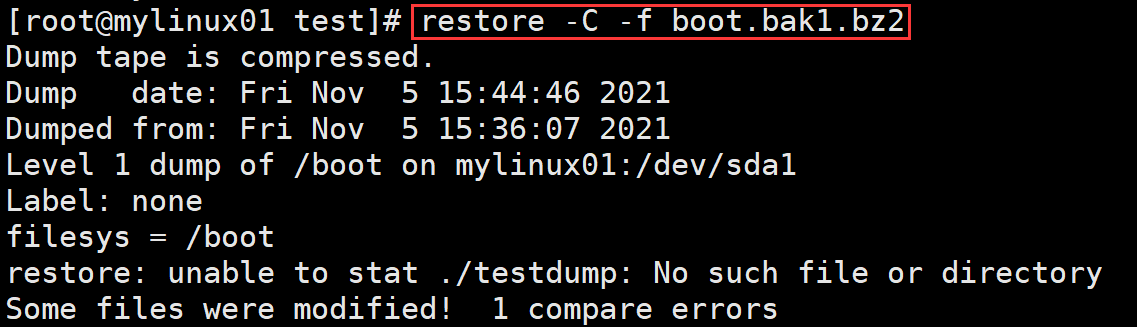 [root@mylinux01 test]# restore -C -f boot.bak1.bz2
Dump tape is compressed.
Dump   date: Fri Nov  5 15:44:46 2021
Dumped from: Fri Nov  5 15:36:07 2021
Level 1 dump of /boot on mylinux01:/dev/sda1
Label: none
filesys = /boot
restore: unable to stat ./testdump: No such file or directory
Some files were modified!  1 compare errors